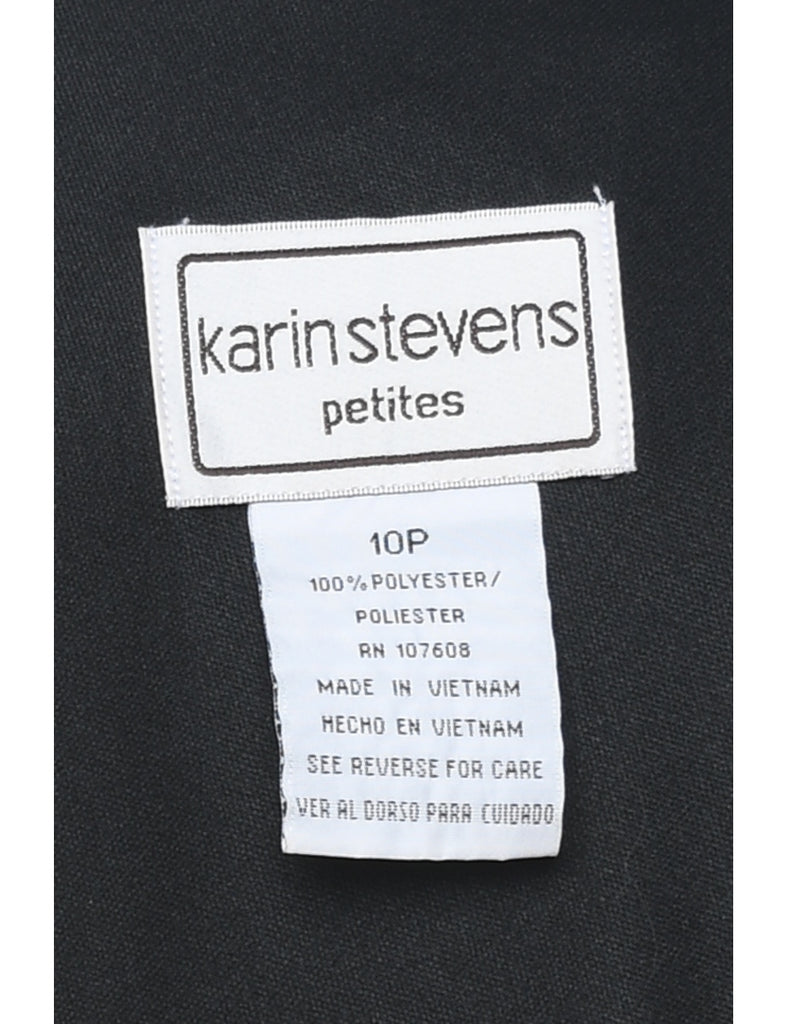 karin stevens
petites
10P
100% POLYESTER/
POLIESTER
RN 107608
MADE IN VIETNAM
HECHO EN VIETNAM
SEE REVERSE FOR CARE
VER AL DORSO PARA CUIDADO